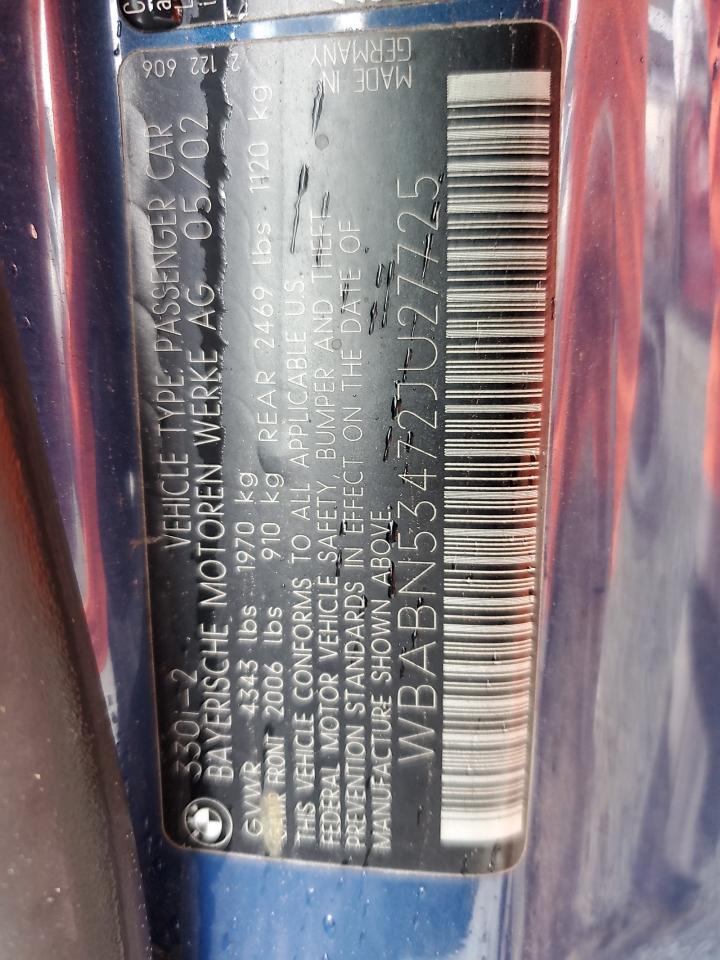 330I-2 VEHICLE TYPE: PASSENGER CAR 2 122 606
BAYERISCHE MOTOREN WERKE AG 05/02
GVWR 4343 lbs 1970 kg
FRONT 2006 lbs 910 kg REAR 2469 lbs 1120 kg
THIS VEHICLE CONFORMS TO ALL APPLICABLE U.S.
FEDERAL MOTOR VEHICLE SAFETY, BUMPER AND THEFT
PREVENTION STANDARDS IN EFFECT ON THE DATE OF
MANUFACTURE SHOWN ABOVE.
MADE IN
GERMANY
WBABN53472JU27725